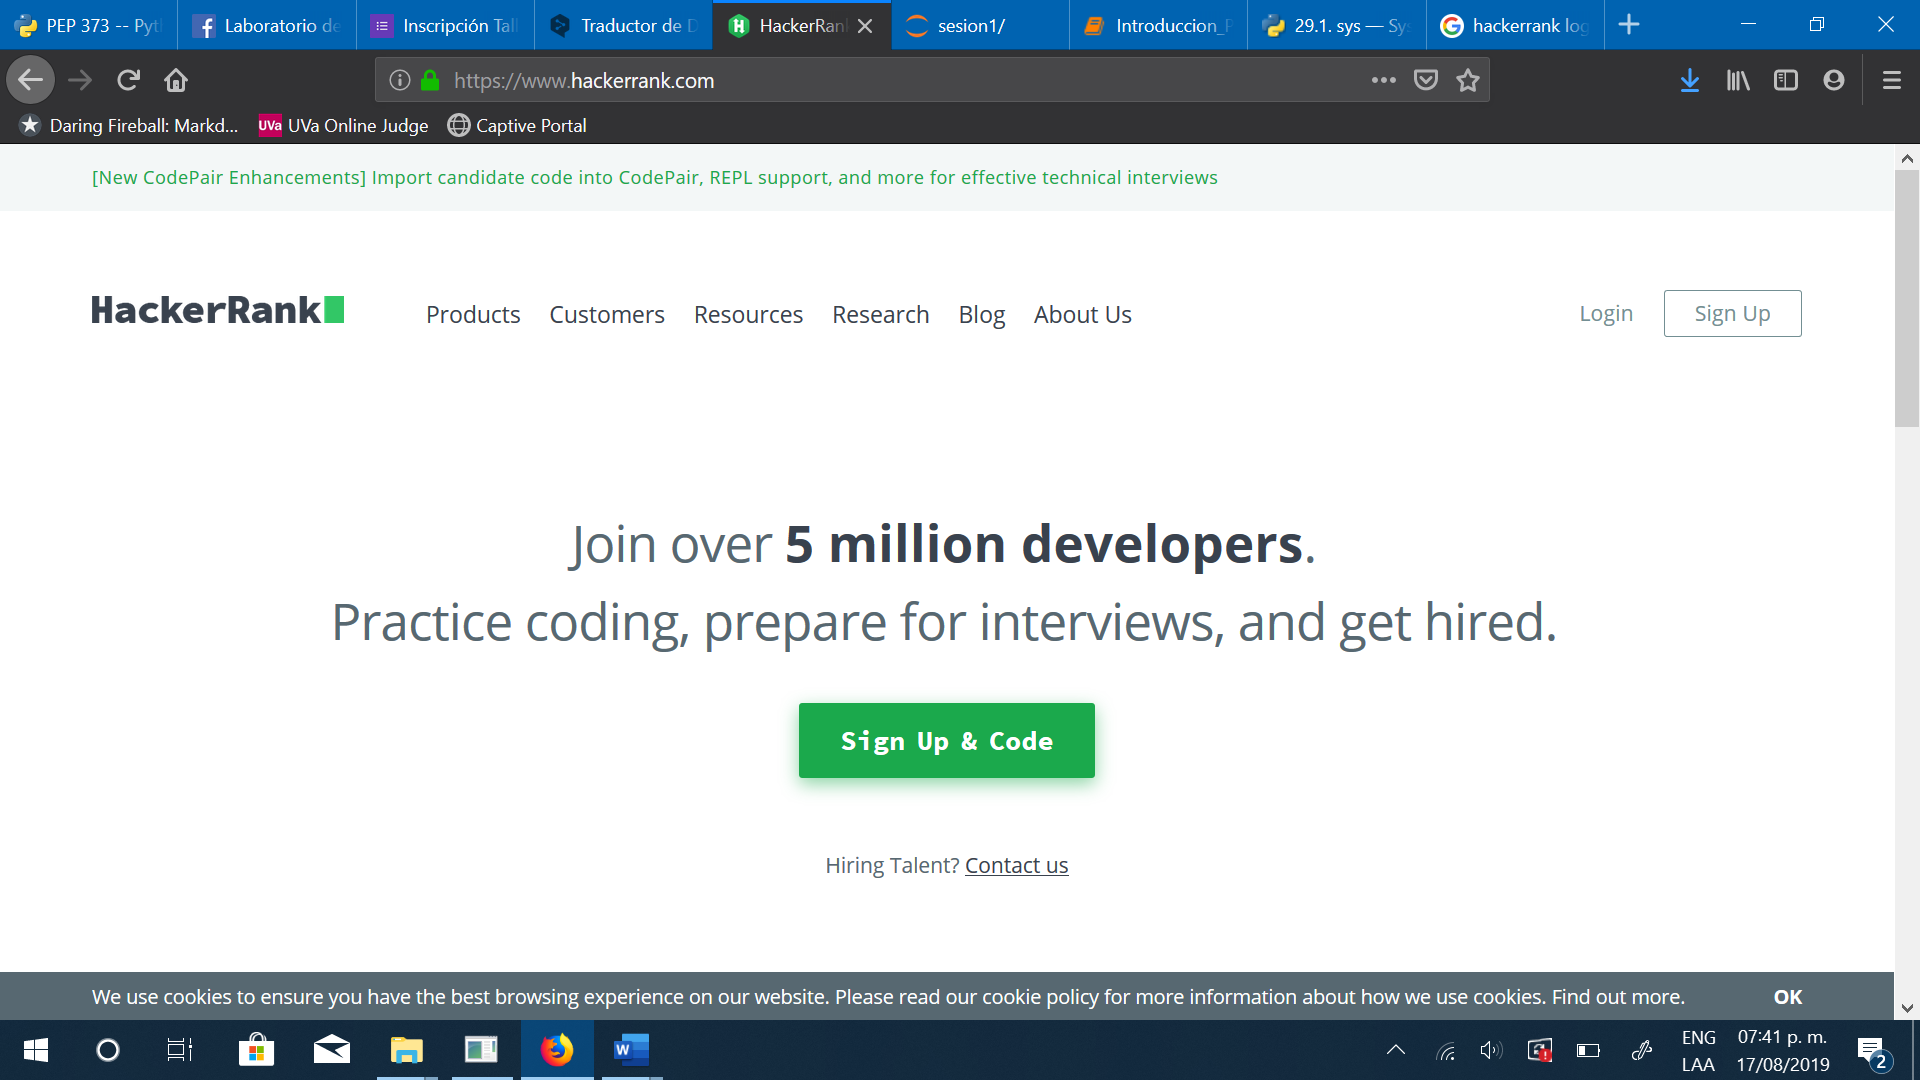 PEP 373 -- Pyt
Laboratorio de
Inscripción Tall
Traductor de D
HackerRan
sesion1/
Introduccion_P
29.1. sys — Sy
hackerrank log
https://www.hackerrank.com
Daring Fireball: Markd...
UVa UVa Online Judge
Captive Portal
[New CodePair Enhancements] Import candidate code into CodePair, REPL support, and more for effective technical interviews
HackerRank
Products
Customers
Resources
Research
Blog
About Us
Login
Sign Up
Join over 5 million developers.
Practice coding, prepare for interviews, and get hired.
Sign Up & Code
Hiring Talent? Contact us
We use cookies to ensure you have the best browsing experience on our website. Please read our cookie policy for more information about how we use cookies. Find out more.
OK
ENG
LAA
07:41 p. m.
17/08/2019
2